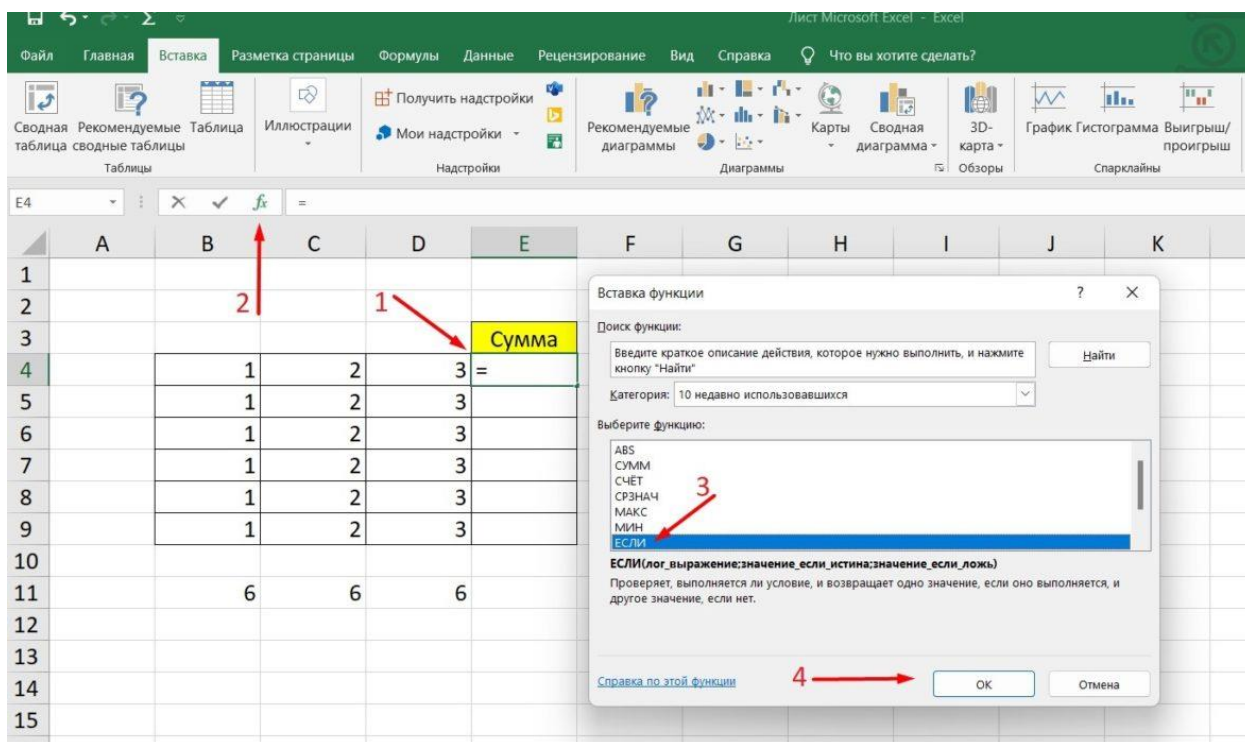 Лист Microsoft Excel - Excel
Файл Главная Вставка Разметка страницы Формулы Данные Рецензирование Вид Справка Что вы хотите сделать?
Сводная таблица
Рекомендуемые сводные таблицы
Таблица
Таблицы
Иллюстрации
Получить надстройки
Мои надстройки
Надстройки
Рекомендуемые диаграммы
Карты
Сводная диаграмма
Диаграммы
3D-карта
Обзоры
График Гистограмма Выигрыш/проигрыш
Спарклайны
E4 fx =
A B C D E F G H I J K
1
2 2 1
3 Сумма
4 1 2 3 =
5 1 2 3
6 1 2 3
7 1 2 3
8 1 2 3
9 1 2 3
10
11 6 6 6
12
13
14
15
Вставка функции ? ×
Поиск функции:
Введите краткое описание действия, которое нужно выполнить, и нажмите
кнопку "Найти"
Найти
Категория: 10 недавно использовавшихся
Выберите функцию:
ABS
СУММ
СЧЁТ
СРЗНАЧ
МАКС
МИН
ЕСЛИ
3
ЕСЛИ(лог_выражение;значение_если_истина;значение_если_ложь)
Проверяет, выполняется ли условие, и возвращает одно значение, если оно выполняется, и
другое значение, если нет.
Справка по этой функции 4 ОК Отмена